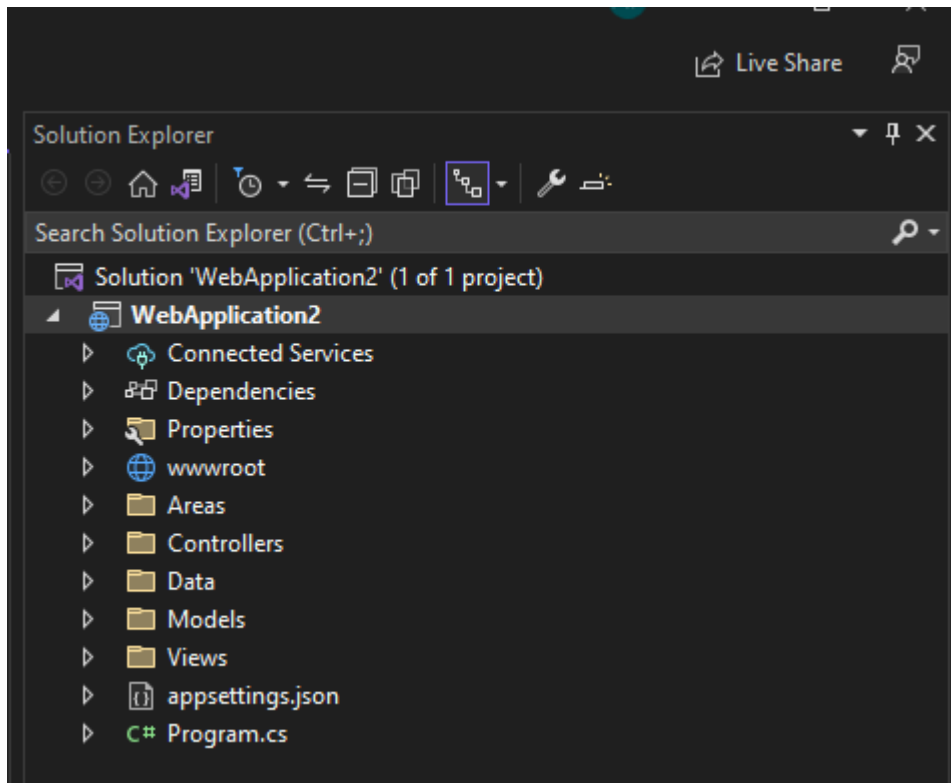 Live Share
Solution Explorer
Search Solution Explorer (Ctrl+;)
Solution 'WebApplication2' (1 of 1 project)
WebApplication2
Connected Services
Dependencies
Properties
wwwroot
Areas
Controllers
Data
Models
Views
appsettings.json
C# Program.cs